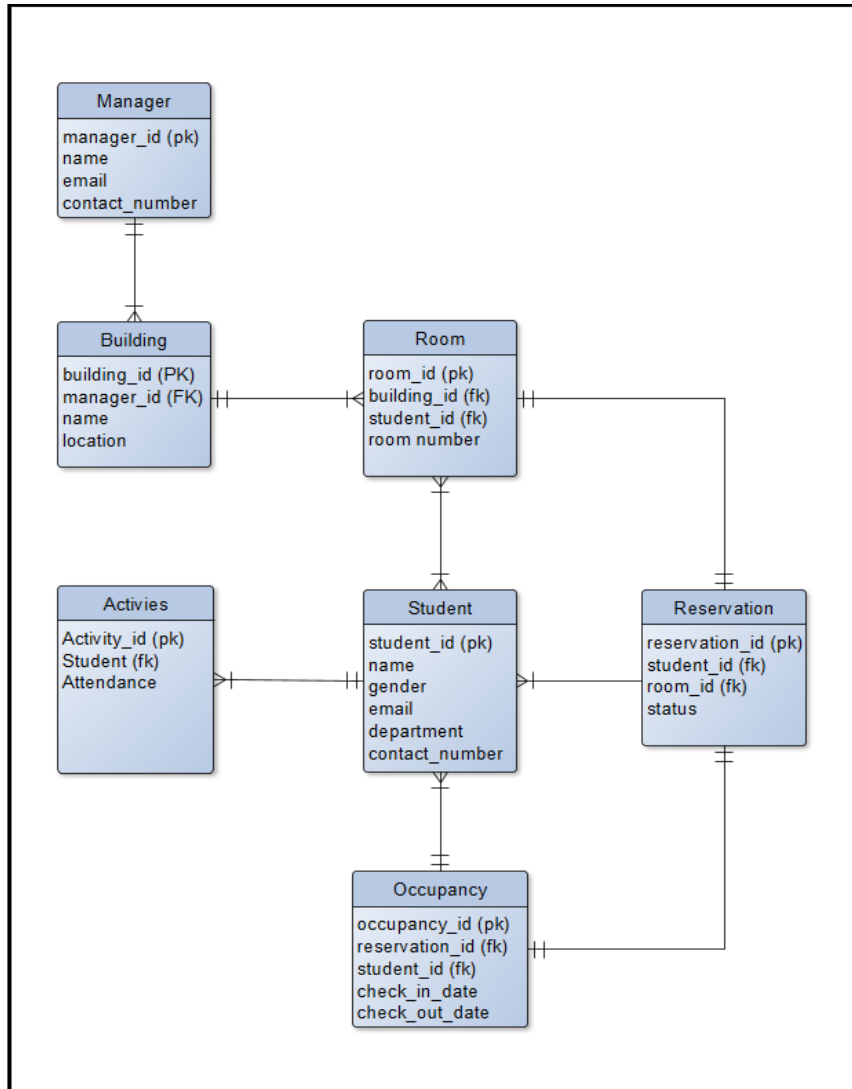 Manager
manager_id (pk)
name
email
contact_number
Building
building_id (PK)
manager_id (FK)
name
location
Room
room_id (pk)
building_id (fk)
student_id (fk)
room number
Activies
Activity_id (pk)
Student (fk)
Attendance
Student
student_id (pk)
name
gender
email
department
contact_number
Reservation
reservation_id (pk)
student_id (fk)
room_id (fk)
status
Occupancy
occupancy_id (pk)
reservation_id (fk)
student_id (fk)
check_in_date
check_out_date